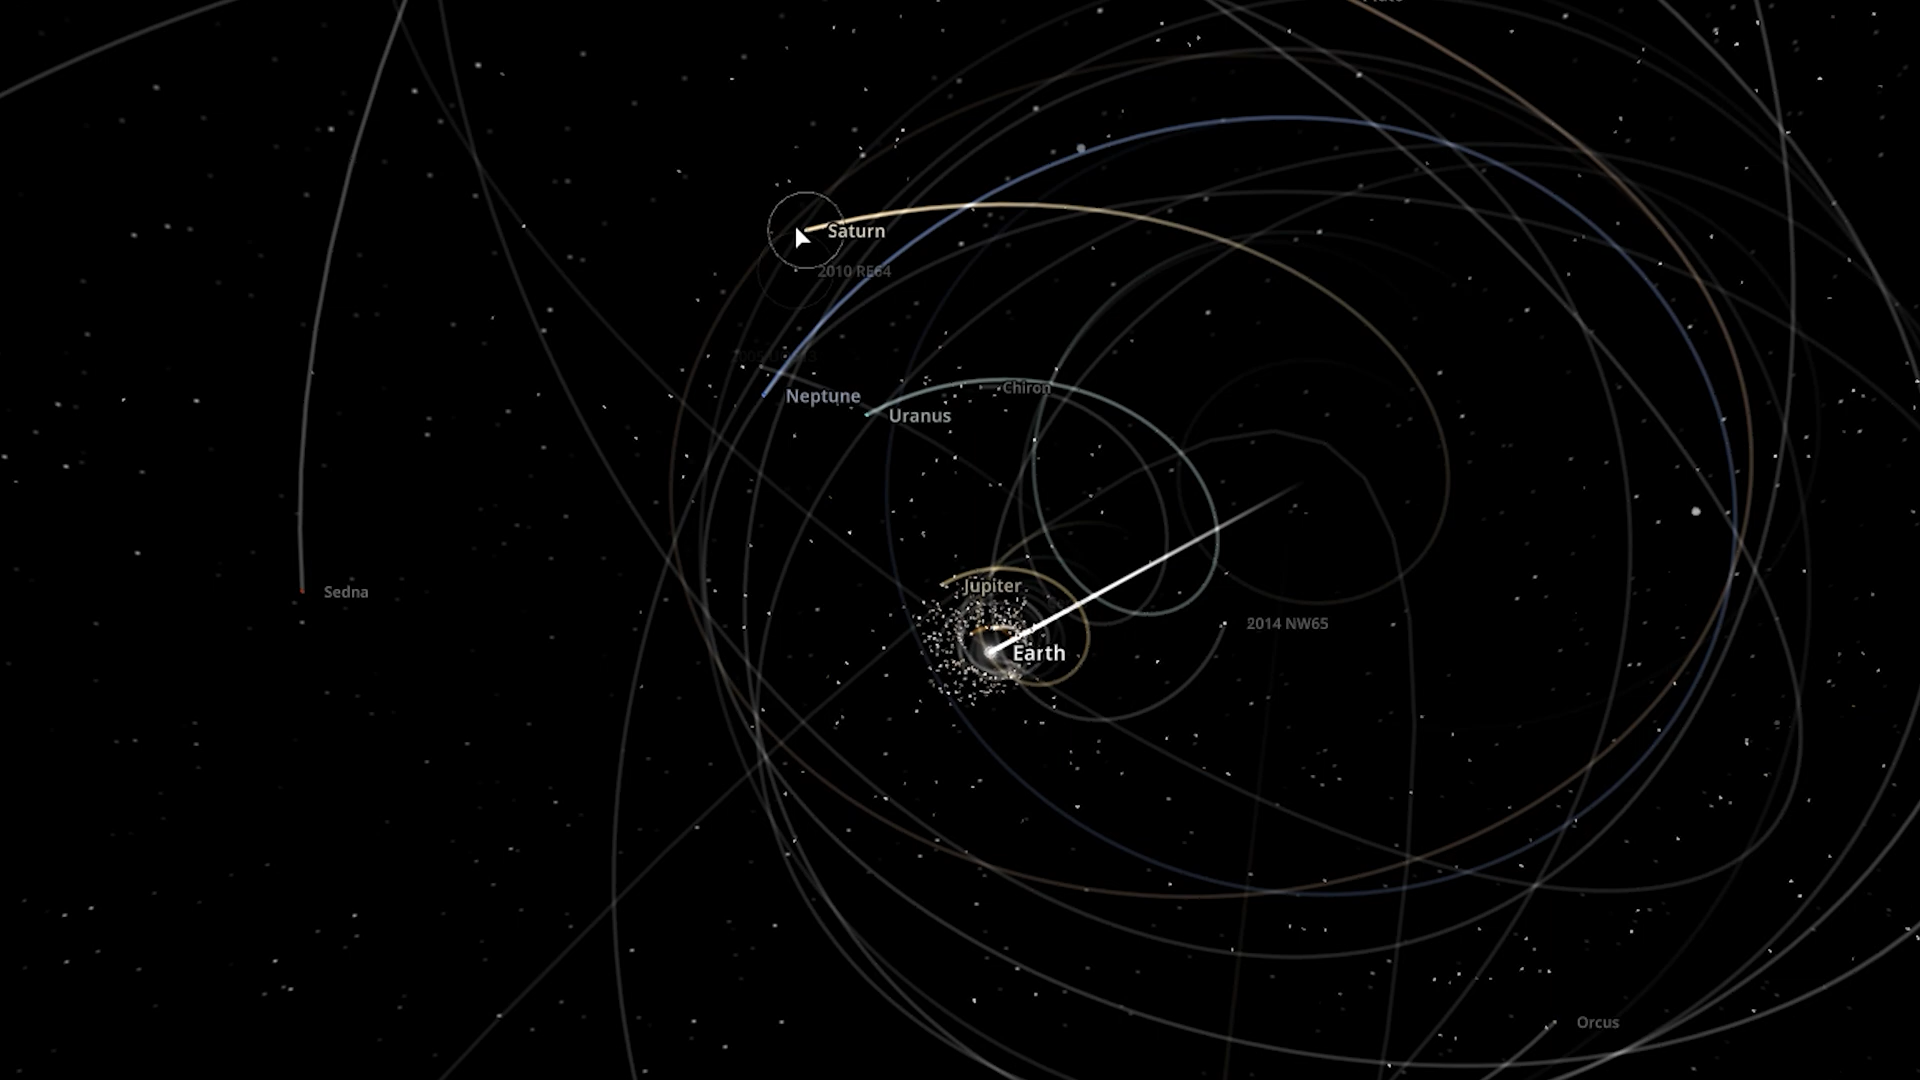 Saturn
2010 RE64
Chiron
Neptune
Uranus
Jupiter
Sedna
2014 NW65
Earth
Orcus